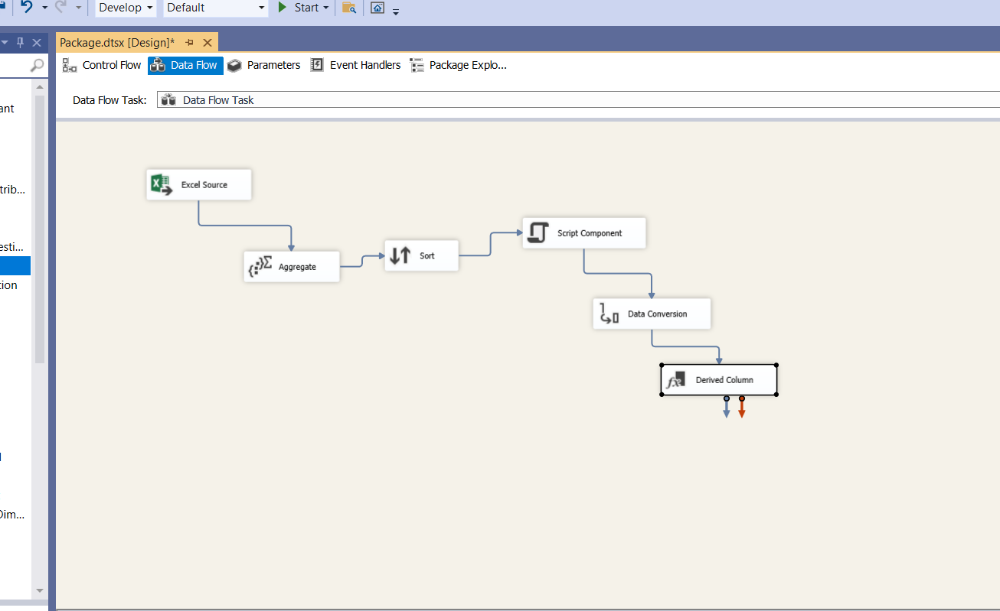 Develop Default Start
Package.dtsx [Design]*
Control Flow Data Flow Parameters Event Handlers Package Explo...
Data Flow Task: Data Flow Task
ant
trib...
esti...
tion
Dim...
Excel Source
Aggregate
Sort
Script Component
Data Conversion
Derived Column